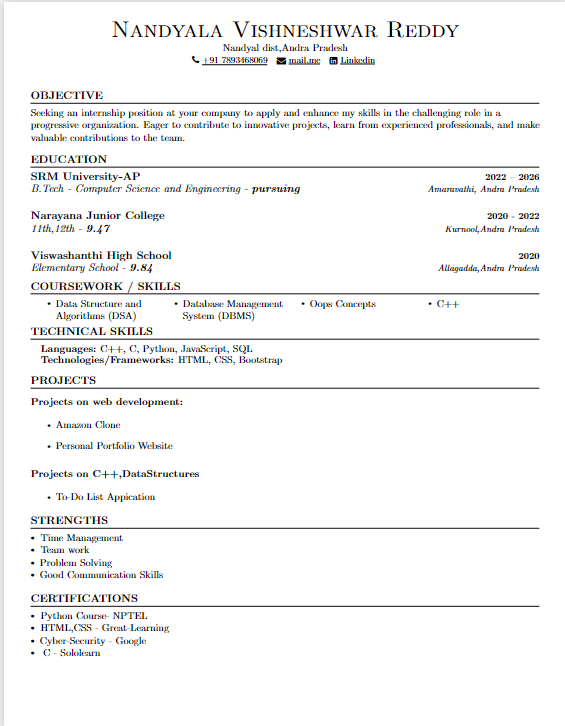 Nandyala Vishneshwar Reddy
Nandyal dist,Andra Pradesh
+91 7893468069 mail.me Linkedin
OBJECTIVE
Seeking an internship position at your company to apply and enhance my skills in the challenging role in a
progressive organization. Eager to contribute to innovative projects, learn from experienced professionals, and make
valuable contributions to the team.
EDUCATION
SRM University-AP 2022 – 2026
B.Tech - Computer Science and Engineering - pursuing Amaravathi, Andra Pradesh
Narayana Junior College 2020 - 2022
11th,12th - 9.47 Kurnool,Andra Pradesh
Viswashanthi High School 2020
Elementary School - 9.84 Allagadda,Andra Pradesh
COURSEWORK / SKILLS
• Data Structure and • Database Management • Oops Concepts • C++
Algorithms (DSA) System (DBMS)
TECHNICAL SKILLS
Languages: C++, C, Python, JavaScript, SQL
Technologies/Frameworks: HTML, CSS, Bootstrap
PROJECTS
Projects on web development:
• Amazon Clone
• Personal Portfolio Website
Projects on C++,DataStructures
• To-Do List Appication
STRENGTHS
• Time Management
• Team work
• Problem Solving
• Good Communication Skills
CERTIFICATIONS
• Python Course- NPTEL
• HTML,CSS - Great-Learning
• Cyber-Security - Google
• C - Sololearn